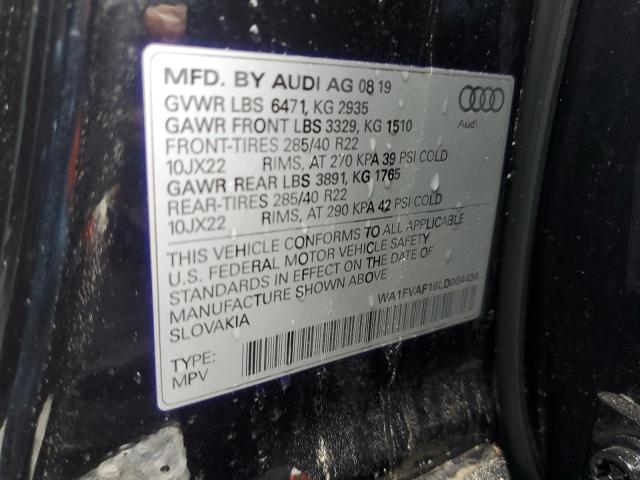 MFD. BY AUDI AG 08 19
GVWR LBS 6471, KG 2935
GAWR FRONT LBS 3329, KG 1510
FRONT-TIRES 285/40 R22
10JX22 RIMS, AT 270 KPA 39 PSI COLD
GAWR REAR LBS 3891, KG 1765
REAR-TIRES 285/40 R22
10JX22 RIMS, AT 290 KPA 42 PSI COLD
Audi
THIS VEHICLE CONFORMS TO ALL APPLICABLE
U.S. FEDERAL MOTOR VEHICLE SAFETY
STANDARDS IN EFFECT ON THE DATE OF
MANUFACTURE SHOWN ABOVE.
SLOVAKIA
WA1FVAF16LD004434
TYPE:
MPV